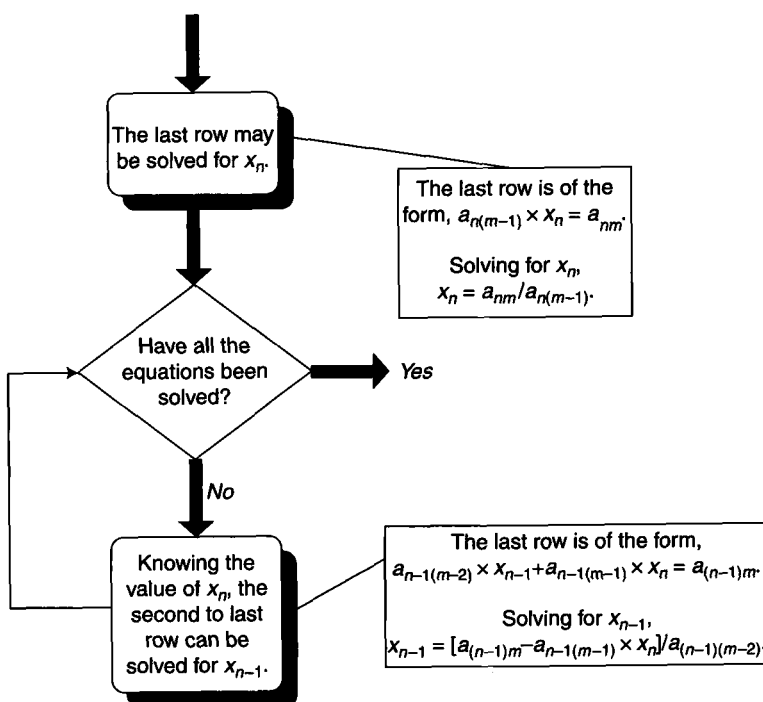 The last row may
be solved for xₙ.
The last row is of the
form, aₙ₍ₘ₋₁₎ × xₙ = aₙₘ.
Solving for xₙ,
xₙ = aₙₘ/aₙ₍ₘ₋₁₎.
Have all the
equations been
solved?
Yes
No
Knowing the
value of xₙ, the
second to last
row can be
solved for xₙ₋₁.
The last row is of the form,
aₙ₋₁₍ₘ₋₂₎ × xₙ₋₁+aₙ₋₁₍ₘ₋₁₎ × xₙ = a₍ₙ₋₁₎ₘ.
Solving for xₙ₋₁,
xₙ₋₁ = [a₍ₙ₋₁₎ₘ–aₙ₋₁₍ₘ₋₁₎ × xₙ]/a₍ₙ₋₁₎₍ₘ₋₂₎.